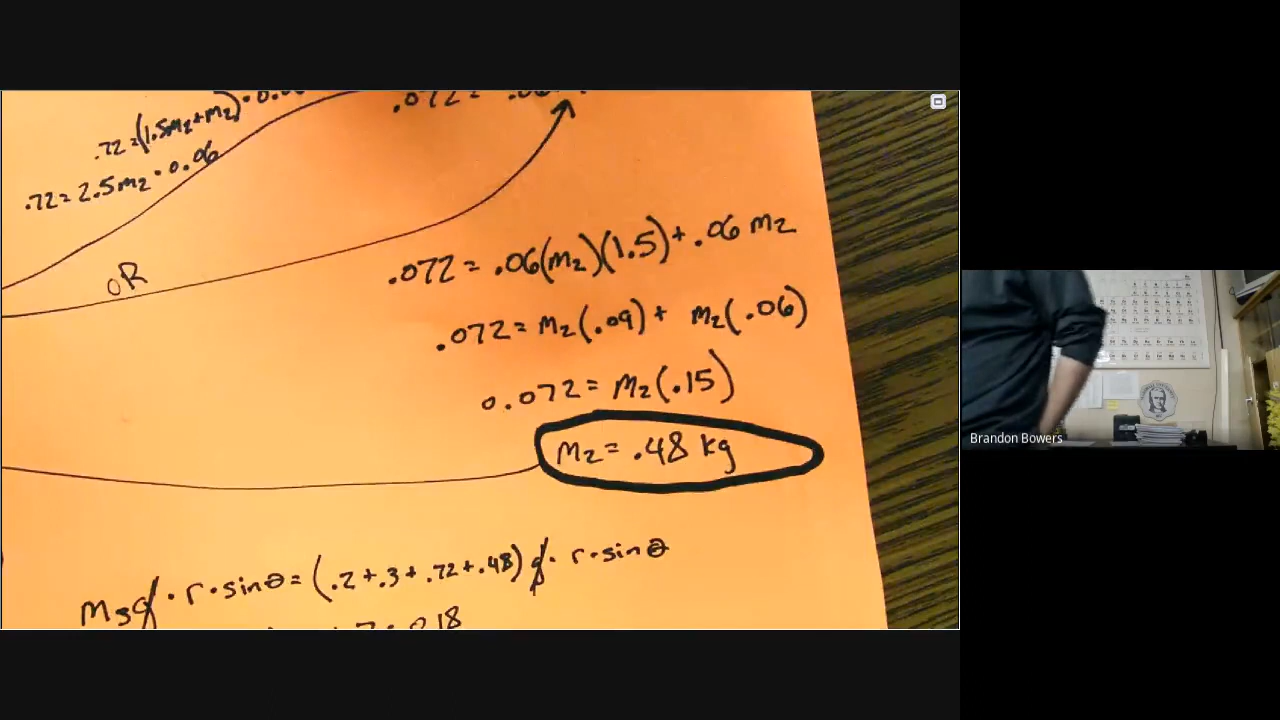 .072 =
.72 = (1.5m₂+m₂) • 0.0
.72 = 2.5m₂ • 0.06
OR
.072 = .06(m₂)(1.5) + .06 m₂
.072 = m₂(.09) + m₂(.06)
0.072 = m₂(.15)
m₂ = .48 kg
m₃g • r • sinθ = (.2 + .3 + .72 + .48) g • r • sinθ
Brandon Bowers